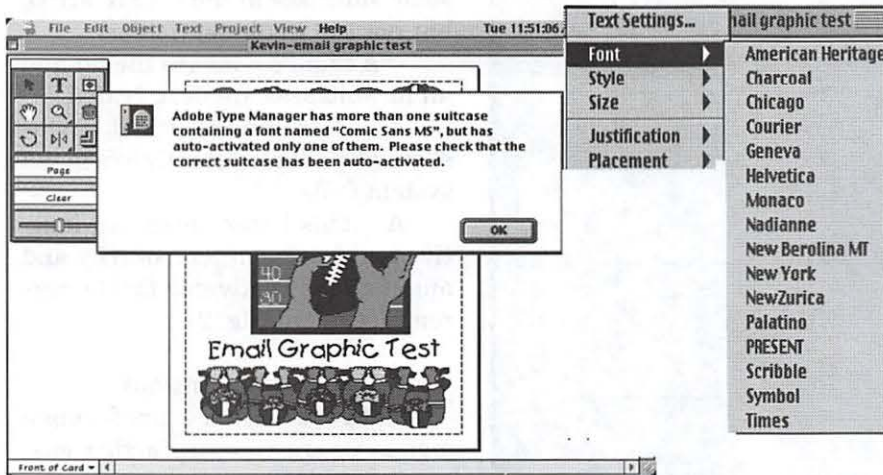 File Edit Object Text Project View Help
Tue 11:51:06
Kevin-email graphic test
T
Page
Clear
Adobe Type Manager has more than one suitcase
containing a font named “Comic Sans MS”, but has
auto-activated only one of them. Please check that the
correct suitcase has been auto-activated.
OK
40
30
Email Graphic Test
Front of Card
Text Settings...
Font
Style
Size
Justification
Placement
hail graphic test
American Heritage
Charcoal
Chicago
Courier
Geneva
Helvetica
Monaco
Nadianne
New Berolina MT
New York
NewZurica
Palatino
PRESENT
Scribble
Symbol
Times